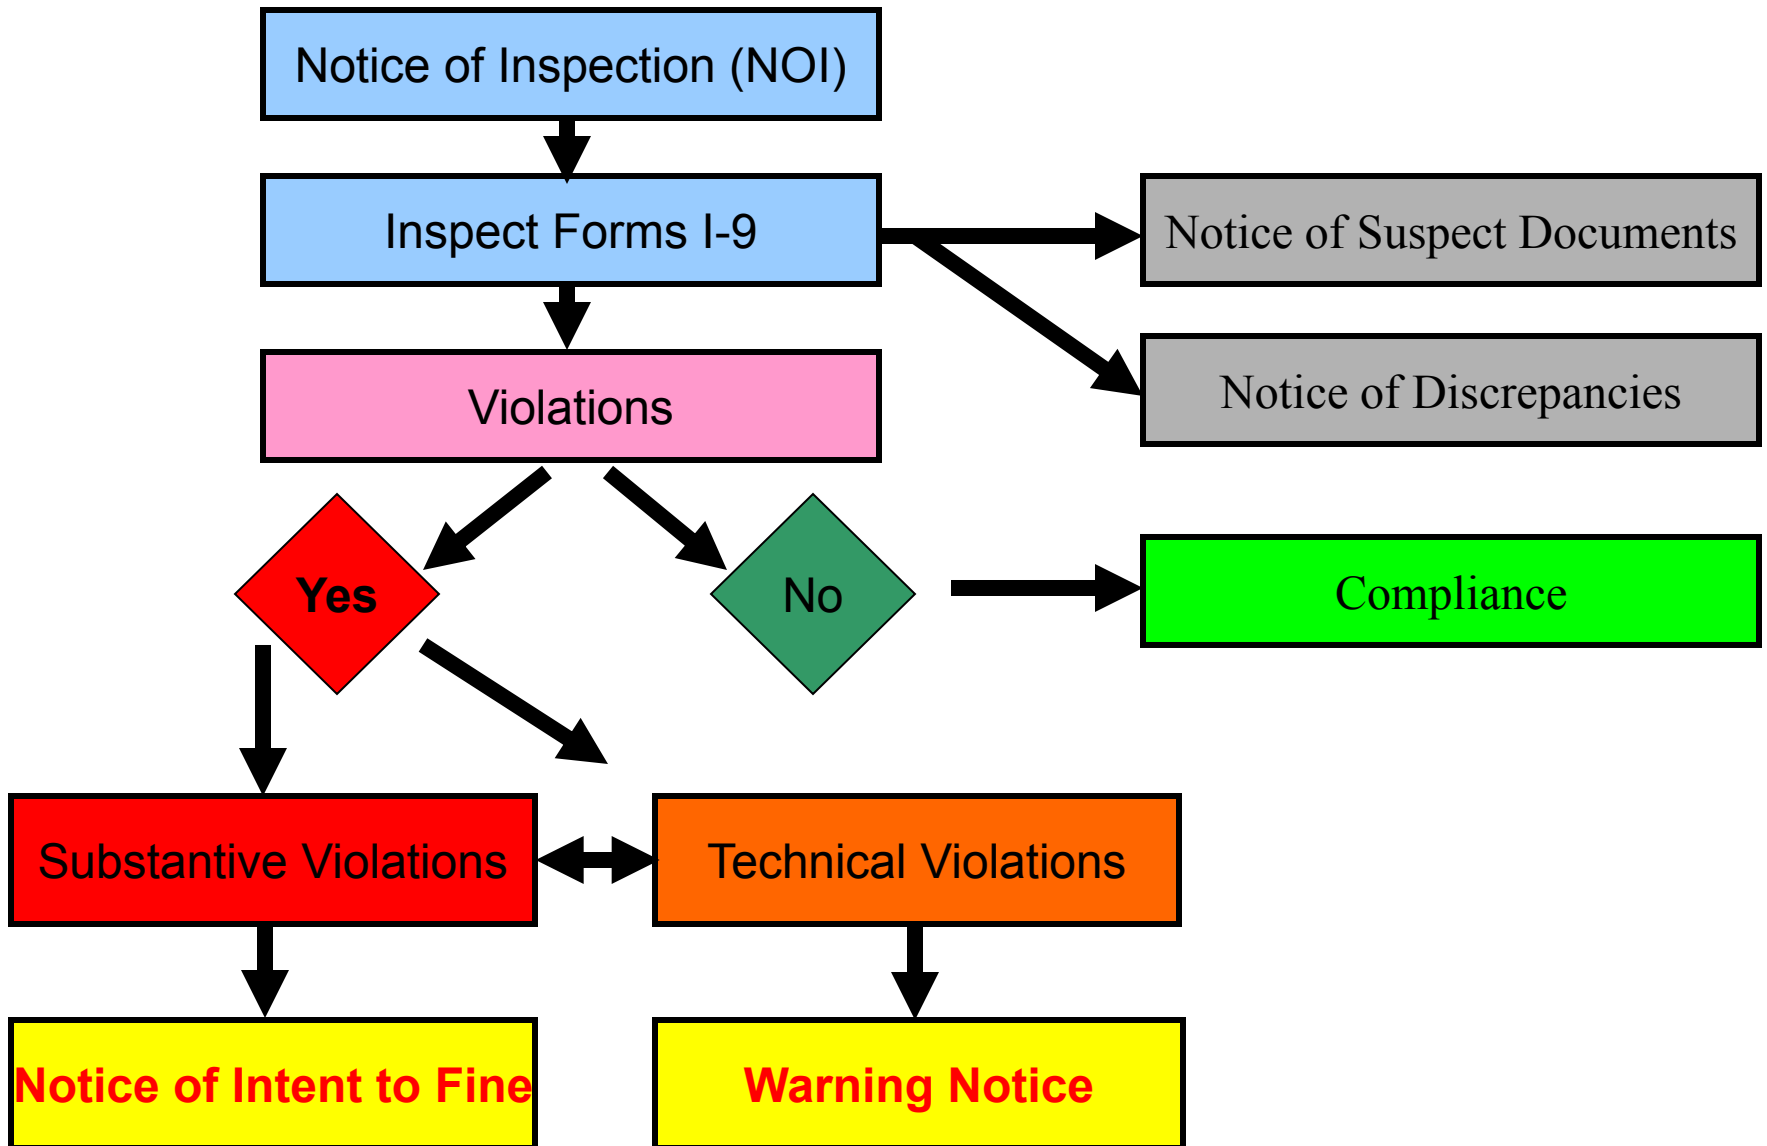 Notice of Inspection (NOI)
Inspect Forms I-9
Notice of Suspect Documents
Violations
Notice of Discrepancies
Yes
No
Compliance
Substantive Violations
Technical Violations
Notice of Intent to Fine
Warning Notice